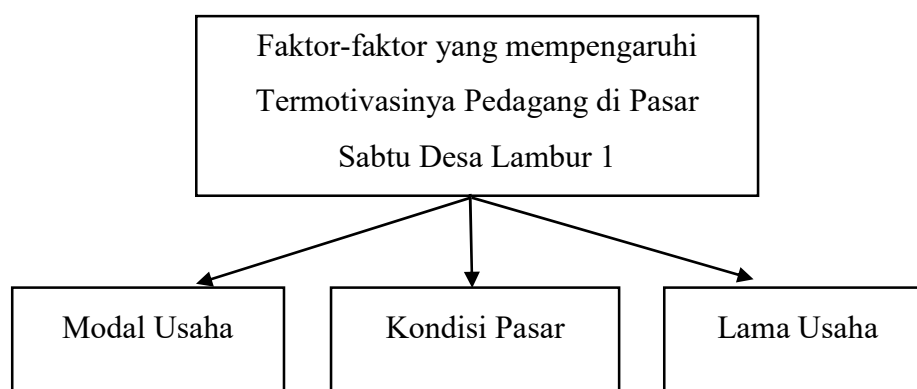 Faktor-faktor yang mempengaruhi
Termotivasinya Pedagang di Pasar
Sabtu Desa Lambur 1
Modal Usaha
Kondisi Pasar
Lama Usaha